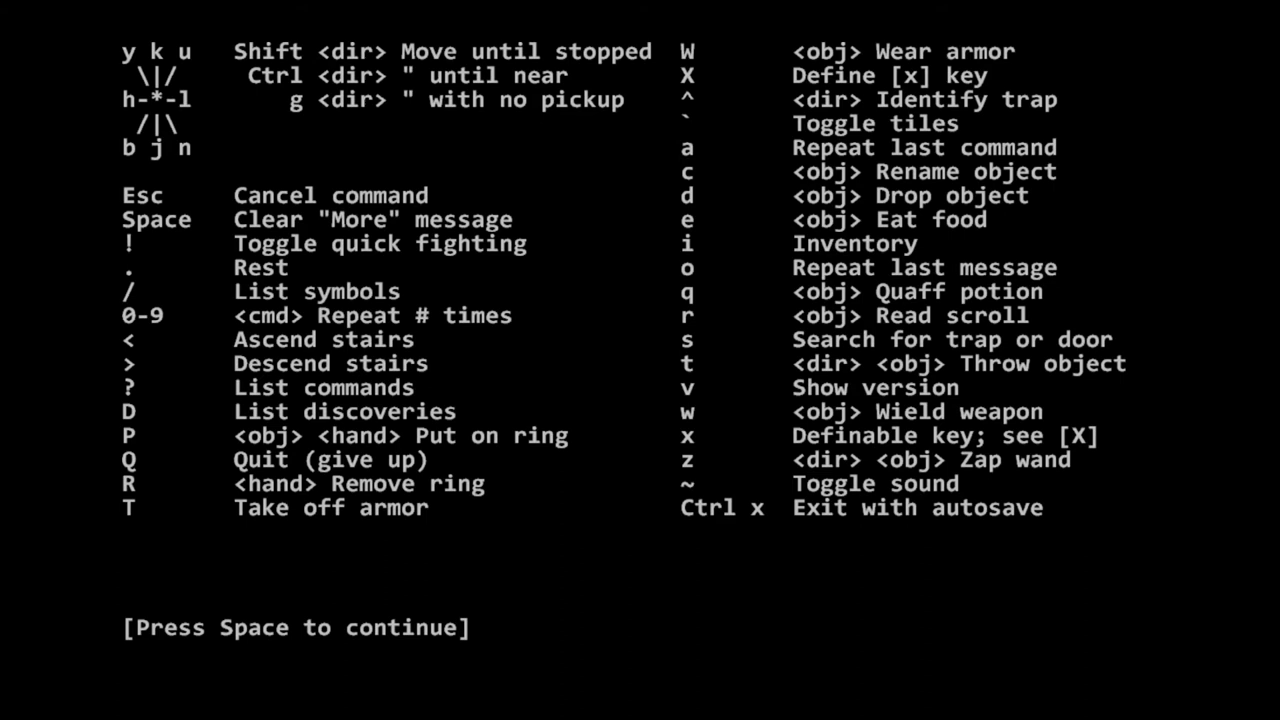 y k u   Shift <dir> Move until stopped
 \|/     Ctrl <dir> " until near
h-*-l       g <dir> " with no pickup
 /|\
b j n
Esc     Cancel command
Space   Clear "More" message
!       Toggle quick fighting
.       Rest
/       List symbols
0-9     <cmd> Repeat # times
<       Ascend stairs
>       Descend stairs
?       List commands
D       List discoveries
P       <obj> <hand> Put on ring
Q       Quit (give up)
R       <hand> Remove ring
T       Take off armor
W       <obj> Wear armor
X       Define [x] key
^       <dir> Identify trap
`       Toggle tiles
a       Repeat last command
c       <obj> Rename object
d       <obj> Drop object
e       <obj> Eat food
i       Inventory
o       Repeat last message
q       <obj> Quaff potion
r       <obj> Read scroll
s       Search for trap or door
t       <dir> <obj> Throw object
v       Show version
w       <obj> Wield weapon
x       Definable key; see [X]
z       <dir> <obj> Zap wand
~       Toggle sound
Ctrl x  Exit with autosave
[Press Space to continue]